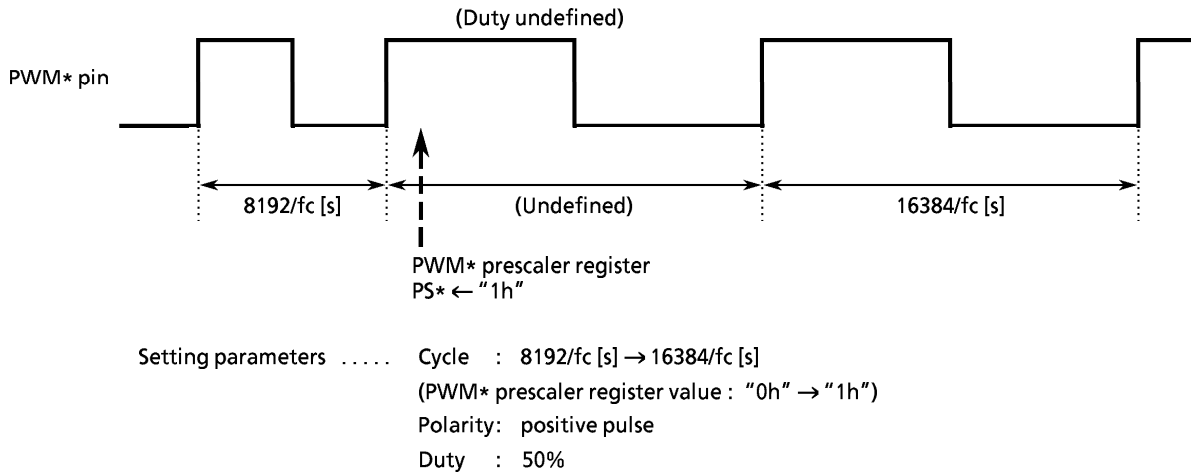 (Duty undefined)
PWM* pin
8192/fc [s]
(Undefined)
16384/fc [s]
PWM* prescaler register
PS* ← “1h”
Setting parameters ..... Cycle : 8192/fc [s] → 16384/fc [s]
(PWM* prescaler register value : “0h” → “1h”)
Polarity: positive pulse
Duty : 50%